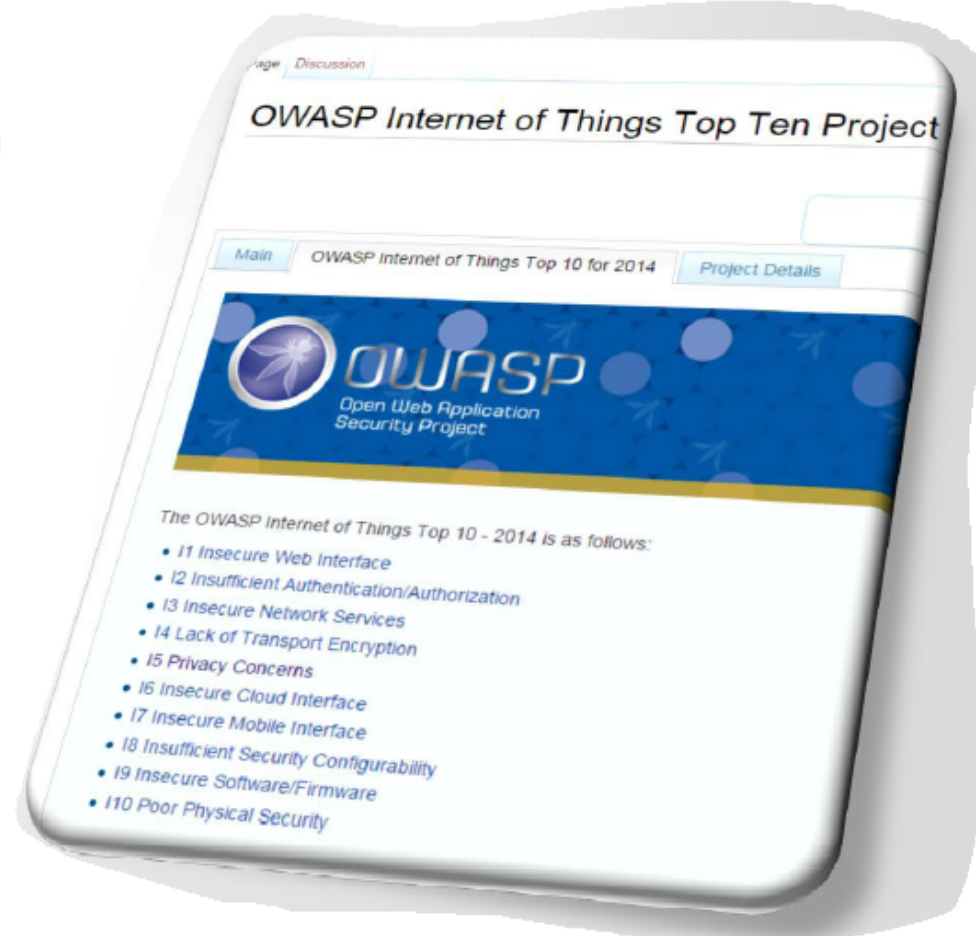 Discussion
OWASP Internet of Things Top Ten Project
Main OWASP Internet of Things Top 10 for 2014 Project Details
OWASP
Open Web Application
Security Project
The OWASP Internet of Things Top 10 - 2014 is as follows:
• I1 Insecure Web Interface
• I2 Insufficient Authentication/Authorization
• I3 Insecure Network Services
• I4 Lack of Transport Encryption
• I5 Privacy Concerns
• I6 Insecure Cloud Interface
• I7 Insecure Mobile Interface
• I8 Insufficient Security Configurability
• I9 Insecure Software/Firmware
• I10 Poor Physical Security